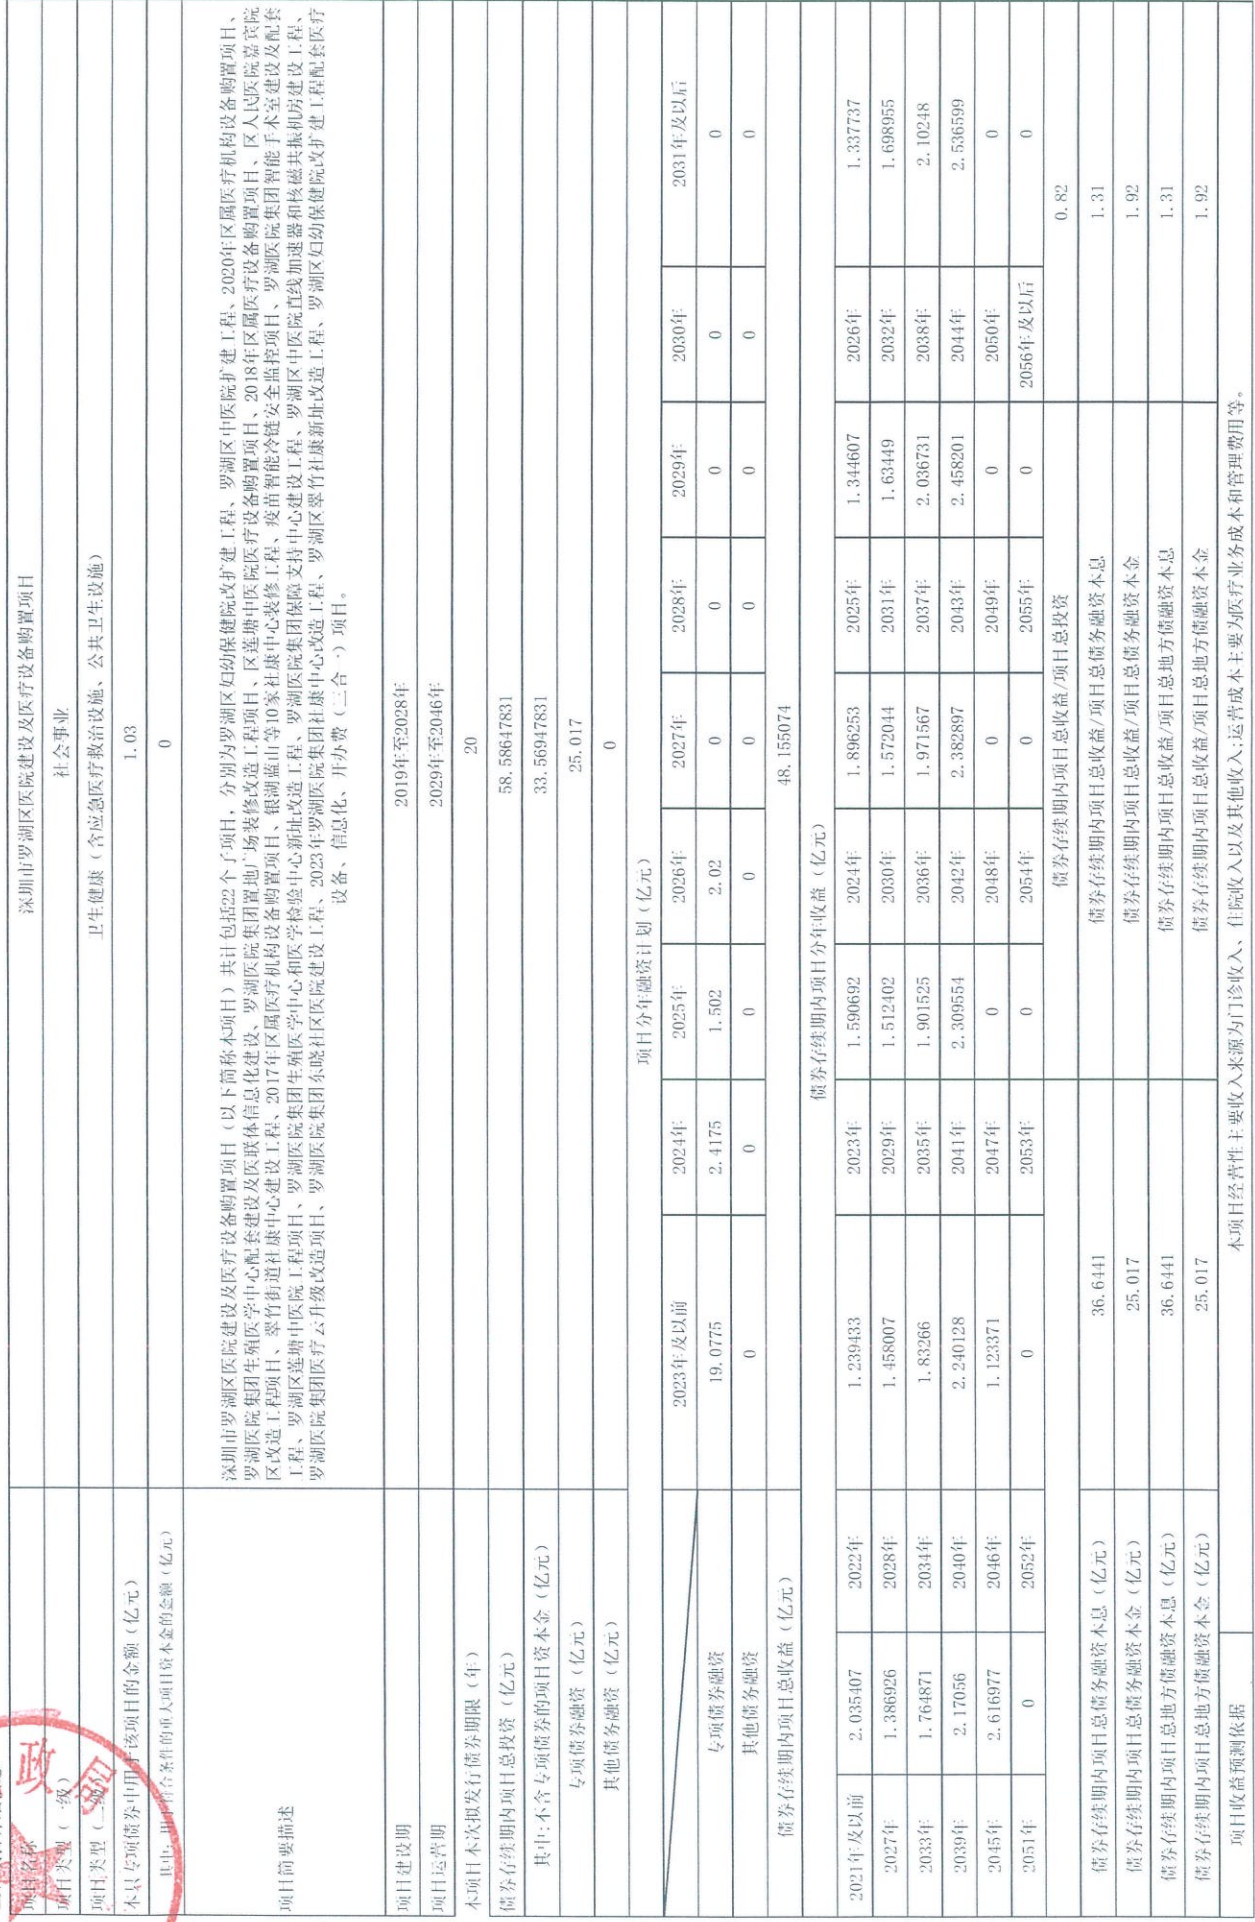 项目名称 深圳市罗湖区医院建设及医疗设备购置项目
项目类型（一级） 社会事业
项目类型（二级） 卫生健康（含应急医疗救治设施、公共卫生设施）
本只专项债券中用于该项目的金额（亿元） 1.03
其中：用于符合条件的重大项目资本金的金额（亿元） 0
项目简要描述
深圳市罗湖区医院建设及医疗设备购置项目（以下简称本项目）共计包括22个子项目，分别为罗湖区妇幼保健院改扩建工程、罗湖区中医院扩建工程、2020年区属医疗机构设备购置项目、
罗湖医院集团生殖医学中心配套建设及医联体信息化建设、罗湖医院集团置地广场装修改造工程项目、区莲塘中医院医疗设备购置项目、2018年区属医疗设备购置项目、区人民医院嘉宾院
区改造工程项目、翠竹街道社康中心建设工程、2017年区属医疗机构设备购置项目、银湖蓝山等10家社康中心装修工程、疫苗智能冷链安全监控项目、罗湖医院集团智能手术室建设及配套
工程、罗湖区莲塘中医院工程项目、罗湖医院集团生殖医学中心和医学检验中心新址改造工程、罗湖医院集团保障支持中心建设工程、罗湖区中医院直线加速器和核磁共振机房建设工程、
罗湖医院集团医疗云升级改造项目、罗湖医院集团东晓社区医院建设工程、2023年罗湖医院集团社康中心改造工程、罗湖区翠竹社康新址改造工程、罗湖区妇幼保健院改扩建工程配套医疗
设备、信息化、开办费（三合一）项目。
项目建设期 2019年至2028年
项目运营期 2029年至2046年
本项目本次拟发行债券期限（年） 20
债券存续期内项目总投资（亿元） 58.58647831
其中:不含专项债券的项目资本金（亿元） 33.56947831
专项债券融资（亿元） 25.017
其他债务融资（亿元） 0
项目分年融资计划（亿元）
2023年及以前 2024年 2025年 2026年 2027年 2028年 2029年 2030年 2031年及以后
专项债券融资 19.0775 2.4175 1.502 2.02 0 0 0 0 0
其他债务融资 0 0 0 0 0 0 0 0 0
债券存续期内项目总收益（亿元） 48.155074
债券存续期内项目分年收益（亿元）
2021年及以前 2.035407 2022年 1.239433 2023年 1.590692 2024年 1.896253 2025年 1.344607 2026年 1.337737
2027年 1.386926 2028年 1.458007 2029年 1.512402 2030年 1.572044 2031年 1.63449 2032年 1.698955
2033年 1.764871 2034年 1.83266 2035年 1.901525 2036年 1.971567 2037年 2.036731 2038年 2.10248
2039年 2.17056 2040年 2.240128 2041年 2.309554 2042年 2.382897 2043年 2.458201 2044年 2.536599
2045年 2.616977 2046年 1.123371 2047年 0 2048年 0 2049年 0 2050年 0
2051年 0 2052年 0 2053年 0 2054年 0 2055年 0 2056年及以后 0
债券存续期内项目总收益/项目总投资 0.82
债券存续期内项目总债务融资本息（亿元） 36.6441 债券存续期内项目总收益/项目总债务融资本息 1.31
债券存续期内项目总债务融资本金（亿元） 25.017 债券存续期内项目总收益/项目总债务融资本金 1.92
债券存续期内项目总地方债融资本息（亿元） 36.6441 债券存续期内项目总收益/项目总地方债融资本息 1.31
债券存续期内项目总地方债融资本金（亿元） 25.017 债券存续期内项目总收益/项目总地方债融资本金 1.92
项目收益预测依据 本项目经营性主要收入来源为门诊收入、住院收入以及其他收入;运营成本主要为医疗业务成本和管理费用等。
政
局